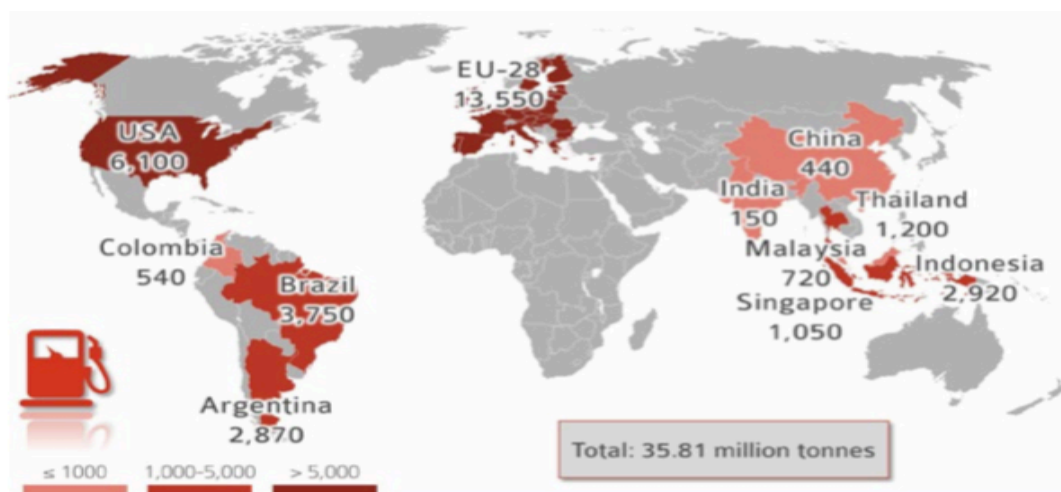 EU-28
13,550
USA
6,100
China
440
India
150
Thailand
1,200
Colombia
540
Malaysia
720
Indonesia
2,920
Brazil
3,750
Singapore
1,050
Argentina
2,870
Total: 35.81 million tonnes
≤ 1000 1,000-5,000 > 5,000